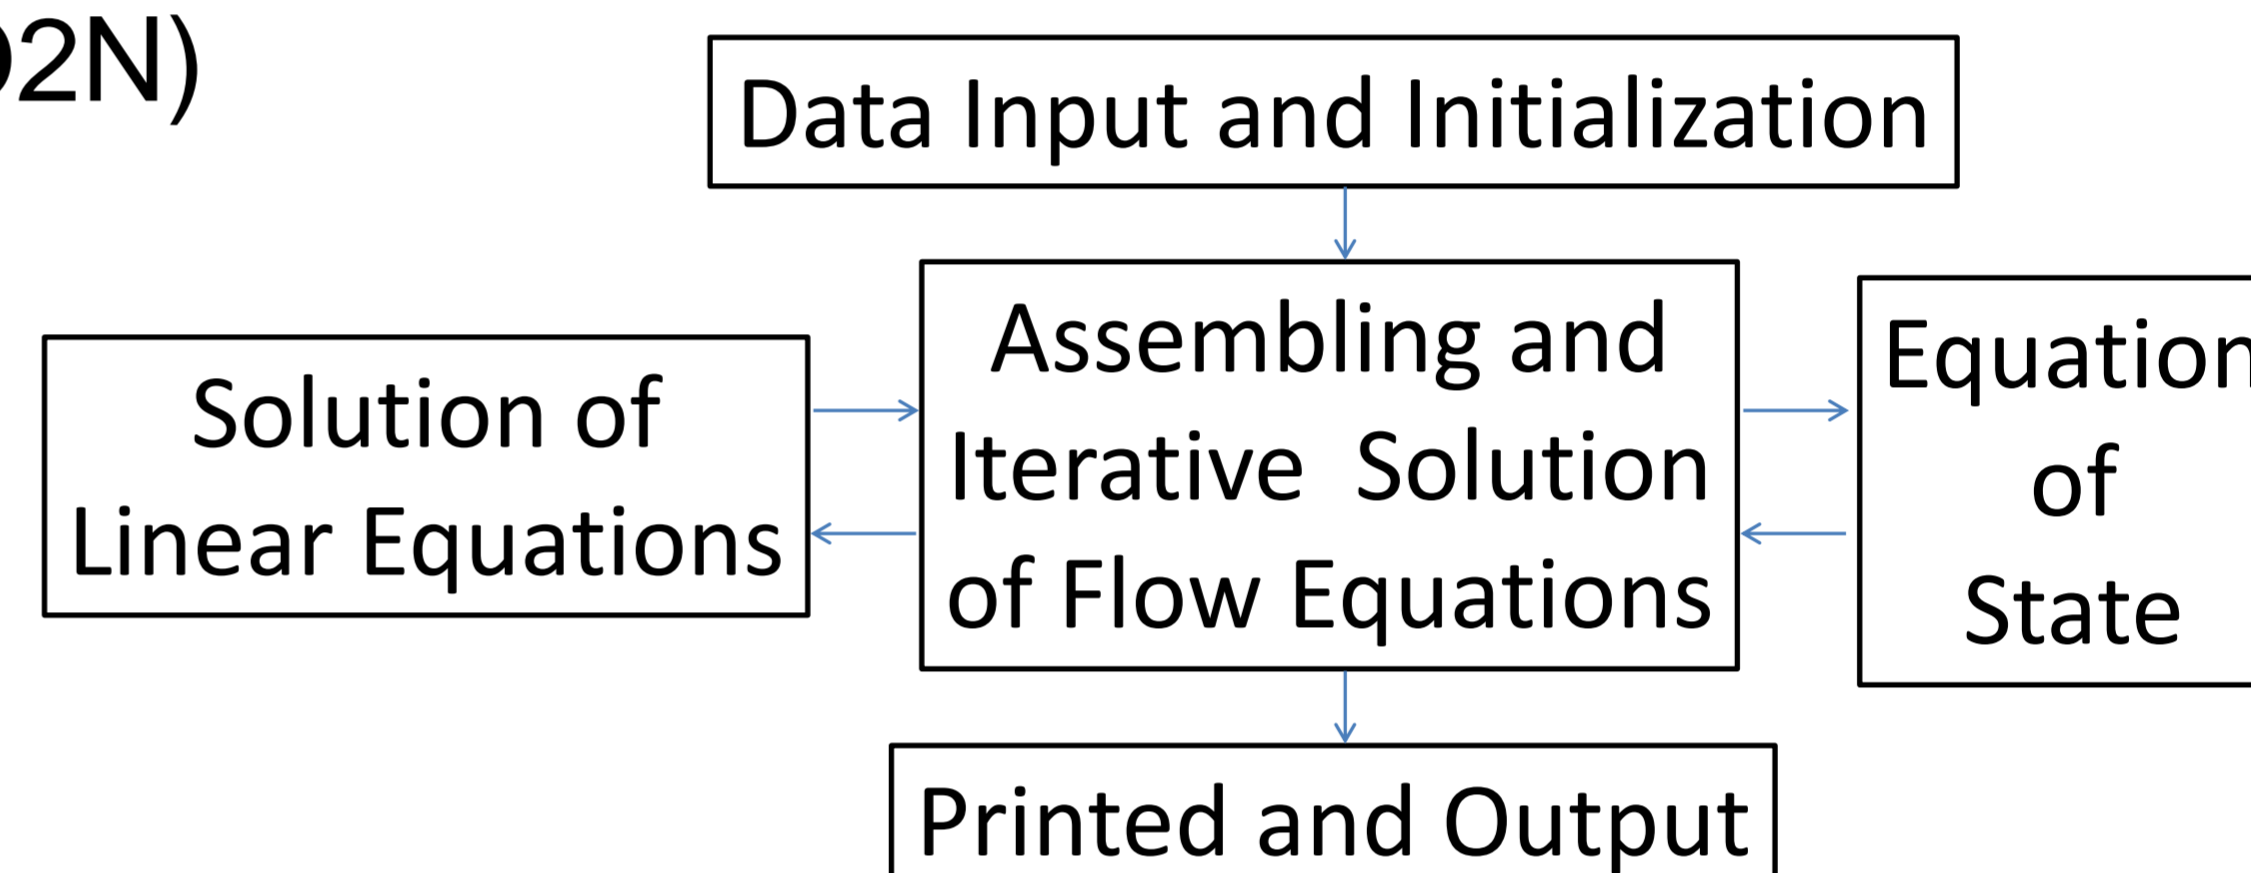 O2N)
Data Input and Initialization
Solution of
Linear Equations
Assembling and
Iterative Solution
of Flow Equations
Equation
of
State
Printed and Output